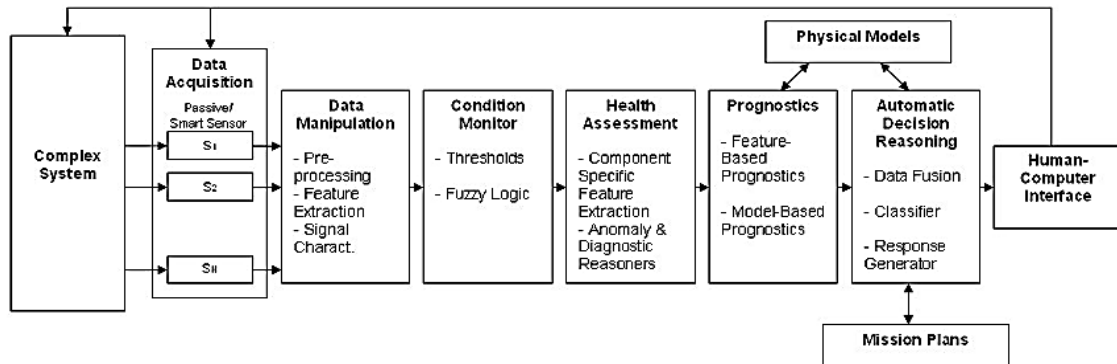 Complex
System
Data
Acquisition
Passive/
Smart Sensor
S1
S2
SN
Data
Manipulation
- Pre-
processing
- Feature
Extraction
- Signal
Charact.
Condition
Monitor
- Thresholds
- Fuzzy Logic
Health
Assessment
- Component
Specific
Feature
Extraction
- Anomaly &
Diagnostic
Reasoners
Physical Models
Prognostics
- Feature-
Based
Prognostics
- Model-Based
Prognostics
Automatic
Decision
Reasoning
- Data Fusion
- Classifier
- Response
Generator
Human-
Computer
Interface
Mission Plans